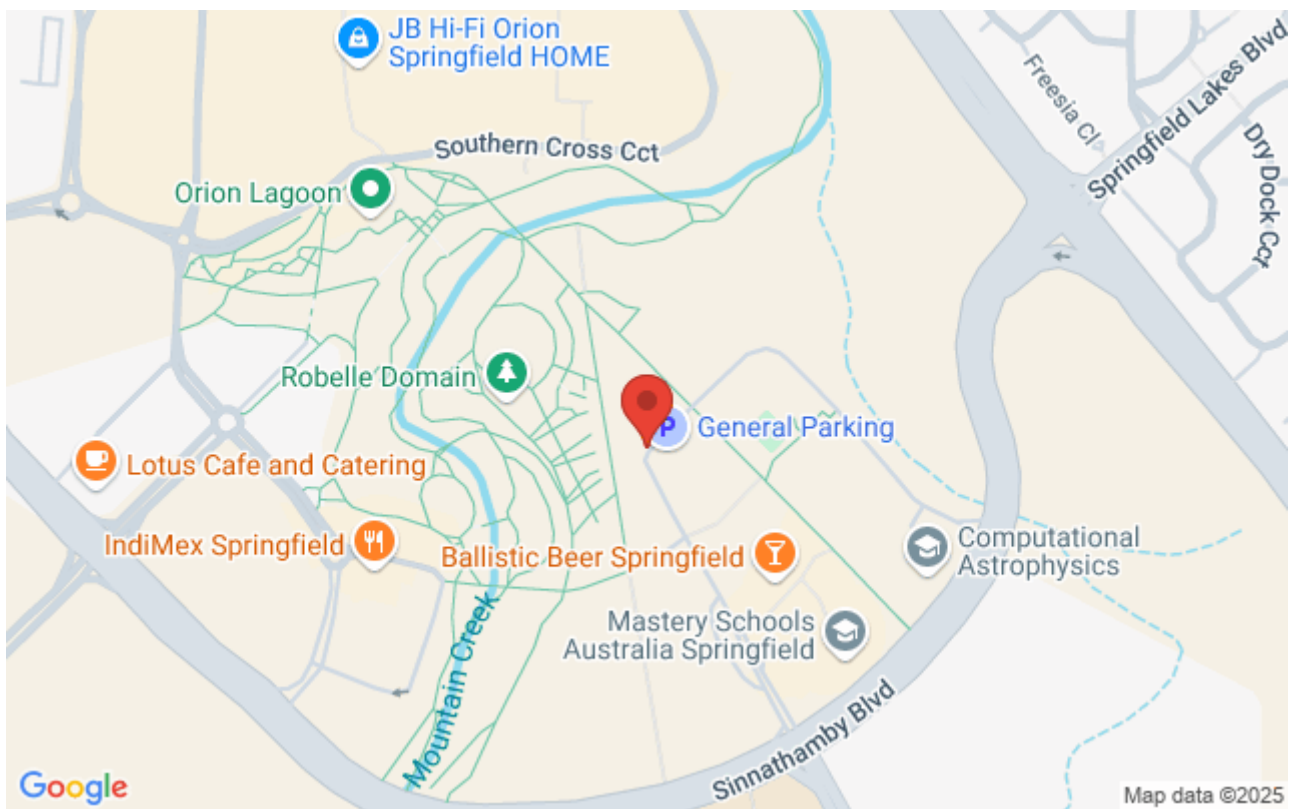 JB Hi-Fi Orion
Springfield HOME
Springfield Lakes Blvd
Freesia Cl
Dry Dock Cct
Southern Cross Cct
Orion Lagoon
Robelle Domain
P
General Parking
Lotus Cafe and Catering
IndiMex Springfield
Ballistic Beer Springfield
Computational
Astrophysics
Mastery Schools
Australia Springfield
Mountain Creek
Sinnathamby Blvd
Google
Map data ©2025